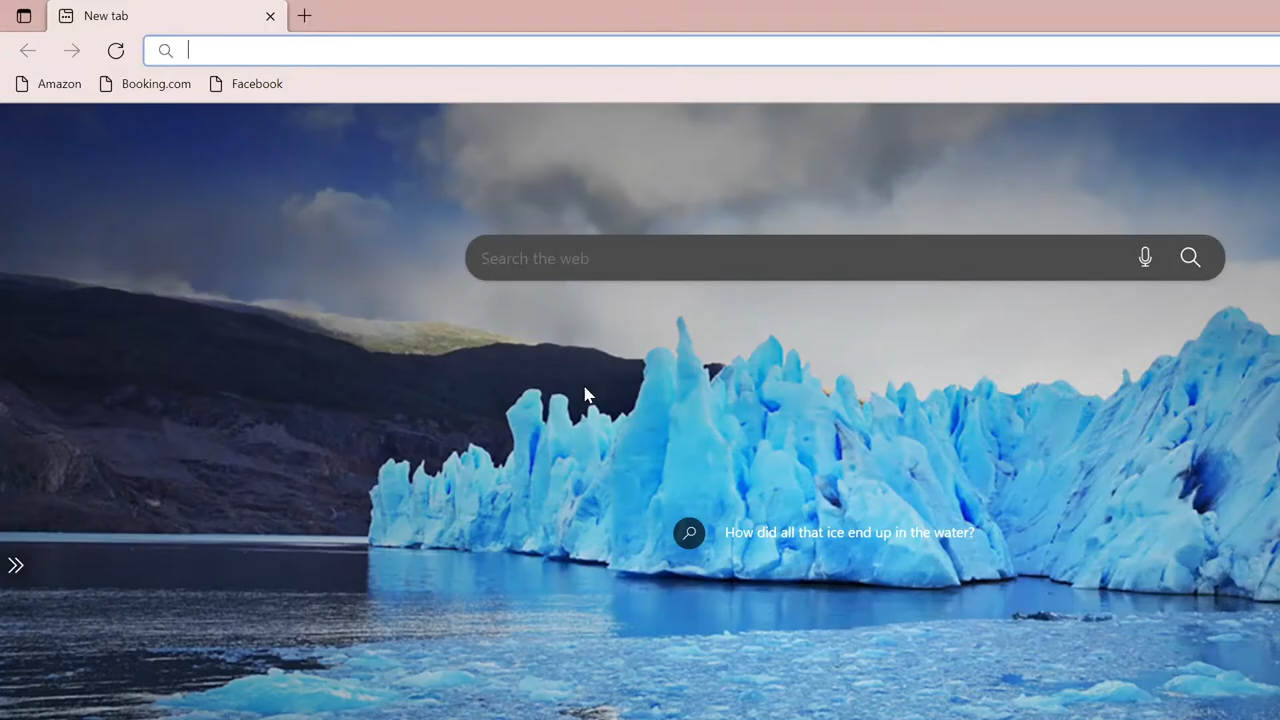 New tab
Amazon Booking.com Facebook
Search the web
How did all that ice end up in the water?